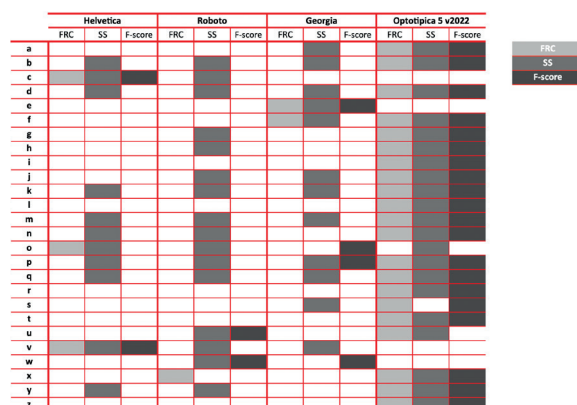 Helvetica Roboto Georgia Optotipica 5 v2022
FRC SS F-score FRC SS F-score FRC SS F-score FRC SS F-score
a
b
c
d
e
f
g
h
i
j
k
l
m
n
o
p
q
r
s
t
u
v
w
x
y
z
FRC
SS
F-score